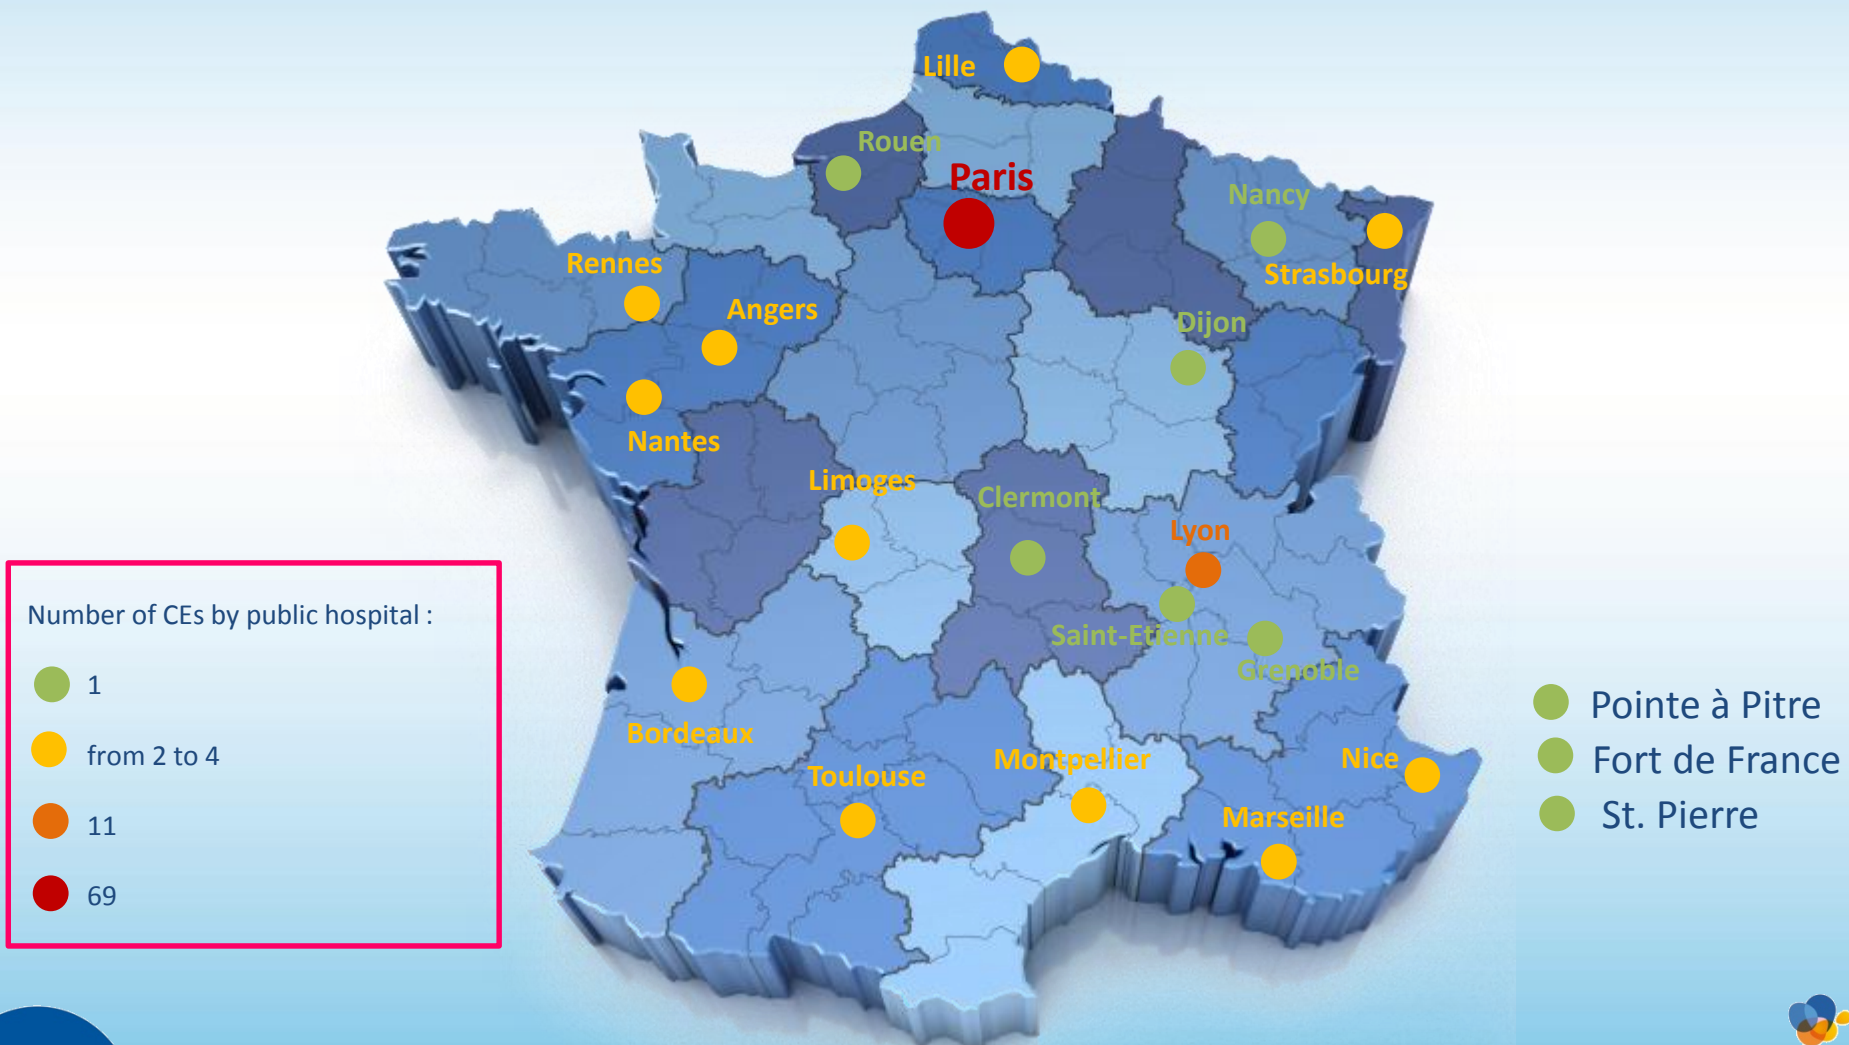 Lille
Rouen
Paris
Nancy
Strasbourg
Rennes
Angers
Dijon
Nantes
Limoges
Clermont
Lyon
Saint-Etienne
Grenoble
Bordeaux
Toulouse
Montpellier
Nice
Marseille
Number of CEs by public hospital :
1
from 2 to 4
11
69
Pointe à Pitre
Fort de France
St. Pierre